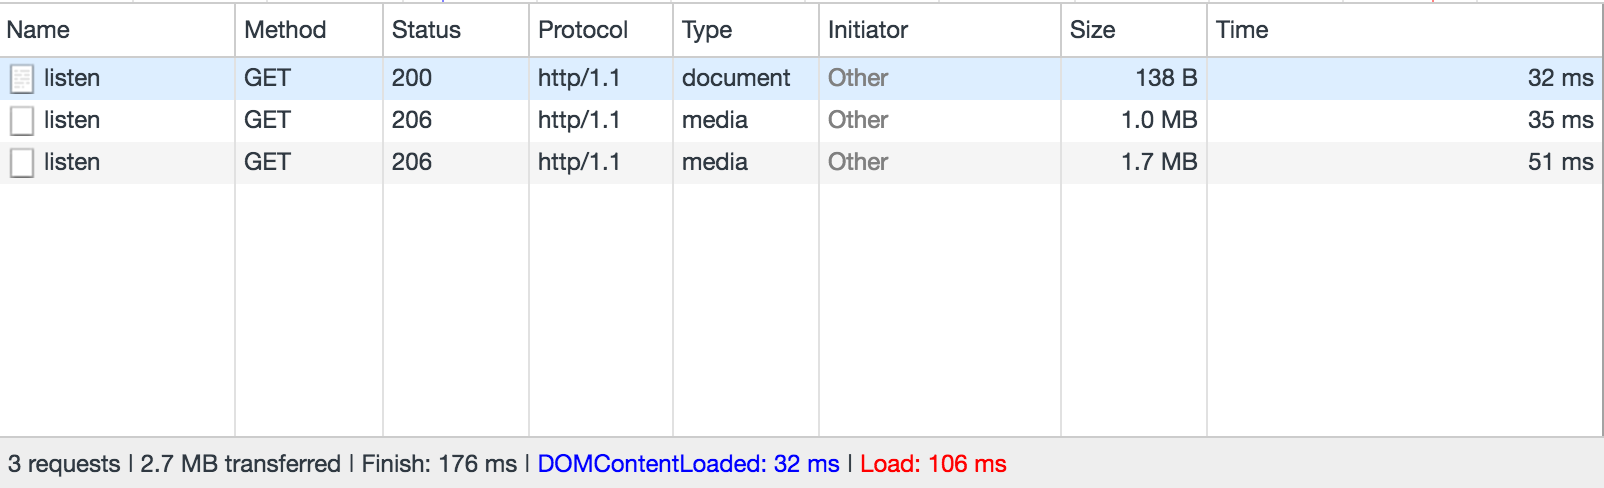 Name Method Status Protocol Type Initiator Size Time
listen GET 200 http/1.1 document Other 138 B 32 ms
listen GET 206 http/1.1 media Other 1.0 MB 35 ms
listen GET 206 http/1.1 media Other 1.7 MB 51 ms
3 requests | 2.7 MB transferred | Finish: 176 ms | DOMContentLoaded: 32 ms | Load: 106 ms